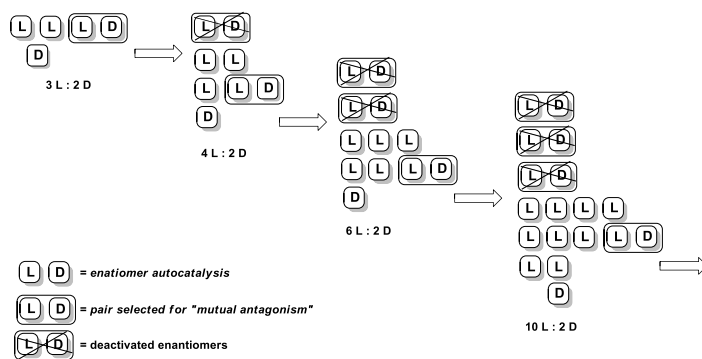 L L L D
D
3 L : 2 D
L D
L L
L L D
D
4 L : 2 D
L D
L D
L L L
L L L D
D
6 L : 2 D
L D
L D
L D
L L L L
L L L L D
L L
D
10 L : 2 D
L D = enatiomer autocatalysis
L D = pair selected for "mutual antagonism"
L D = deactivated enantiomers